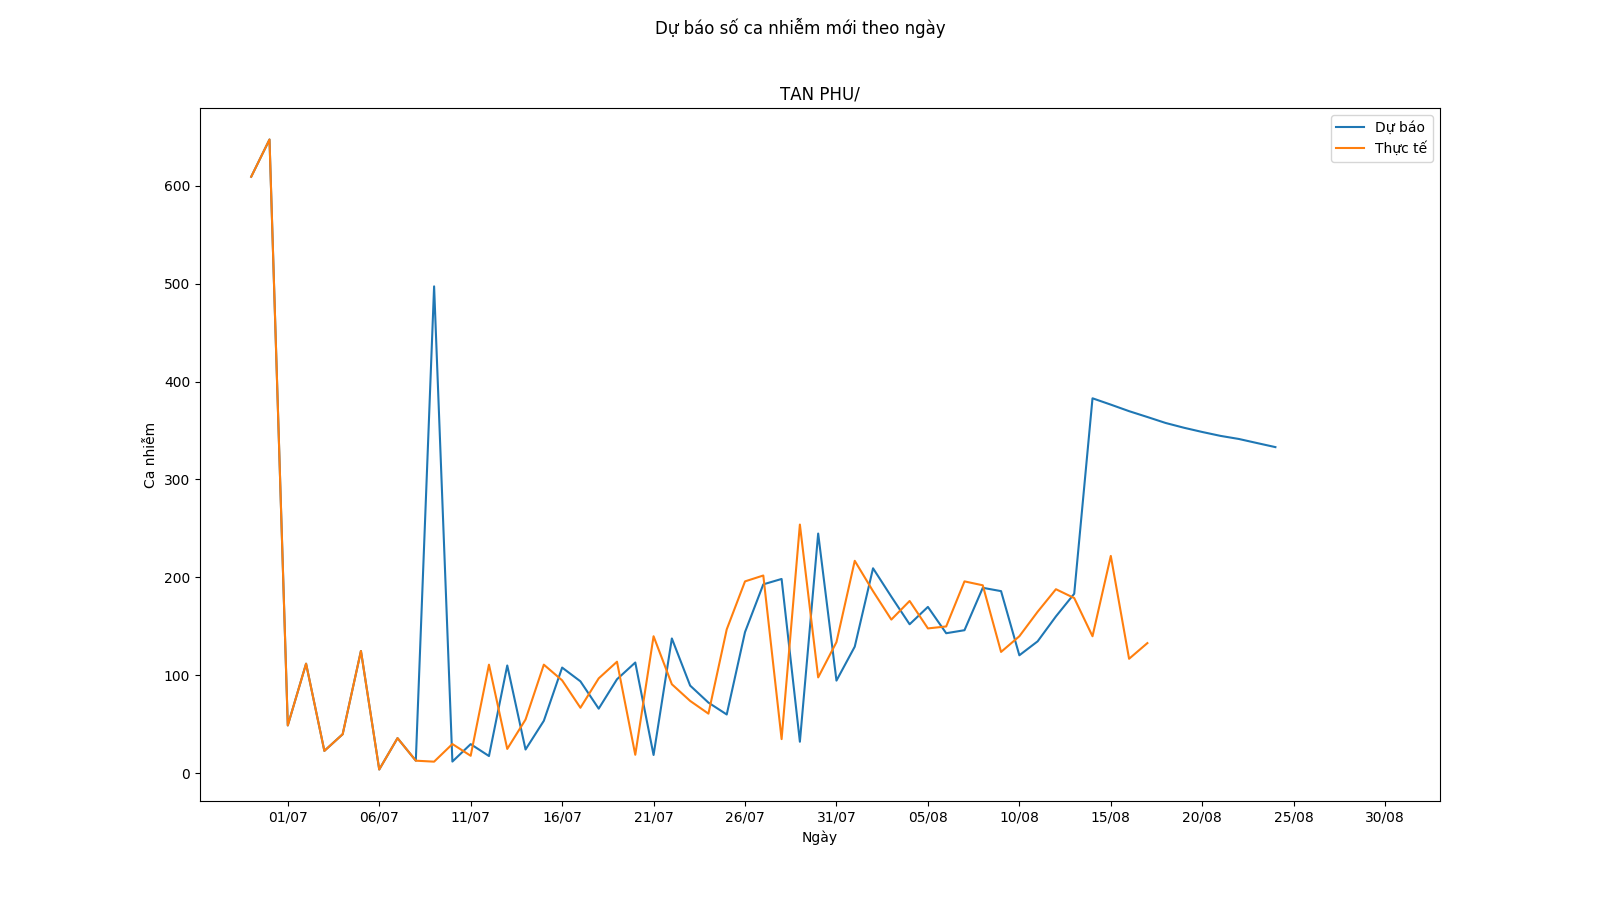 Dự báo số ca nhiễm mới theo ngày
TAN PHU/
Dự báo
Thực tế
600
500
400
300
200
100
0
Ca nhiễm
01/07 06/07 11/07 16/07 21/07 26/07 31/07 05/08 10/08 15/08 20/08 25/08 30/08
Ngày